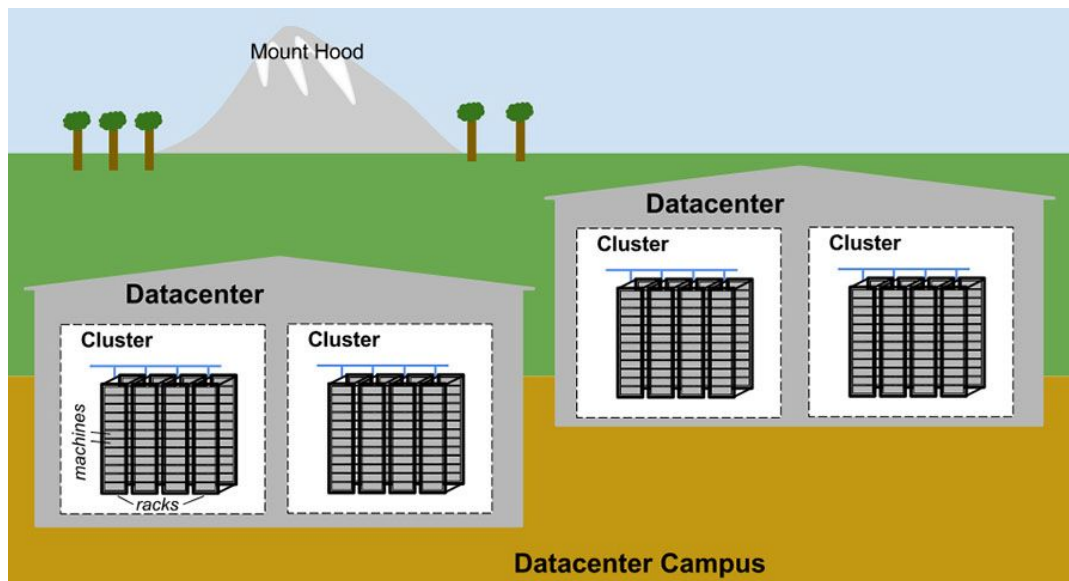 Mount Hood
Datacenter
Cluster
Cluster
Datacenter
Cluster
Cluster
machines
racks
Datacenter Campus